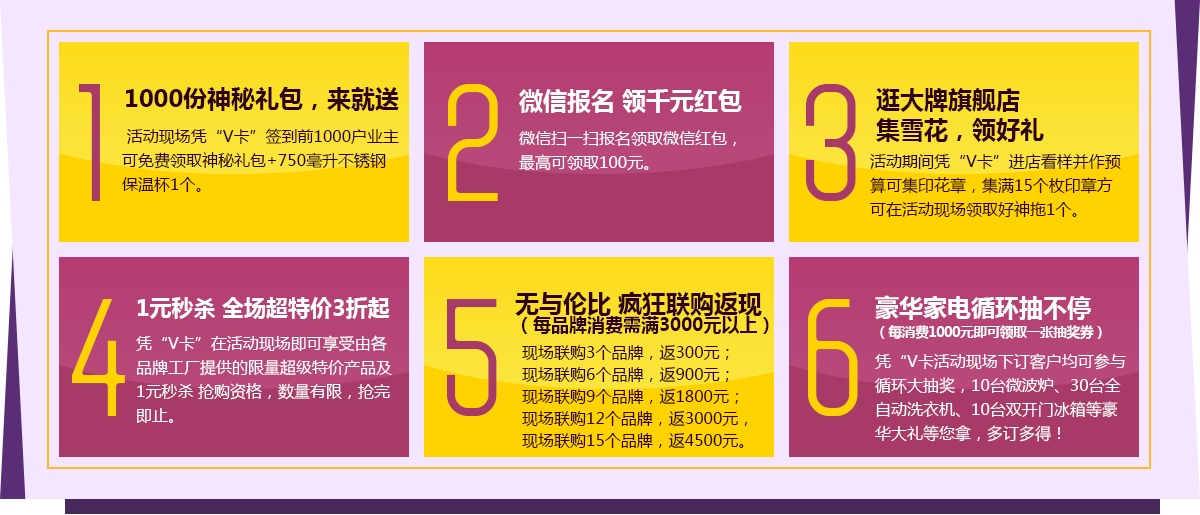 1
1000份神秘礼包，来就送
活动现场凭“V卡”签到前1000户业主
可免费领取神秘礼包+750毫升不锈钢
保温杯1个。
2
微信报名 领千元红包
微信扫一扫报名领取微信红包，
最高可领取100元。
3
逛大牌旗舰店
集雪花，领好礼
活动期间凭“V卡”进店看样并作预
算可集印花章，集满15个枚印章方
可在活动现场领取好神拖1个。
4
1元秒杀 全场超特价3折起
凭“V卡”在活动现场即可享受由各
品牌工厂提供的限量超级特价产品及
1元秒杀 抢购资格，数量有限，抢完
即止。
5
无与伦比 疯狂联购返现
（每品牌消费需满3000元以上）
现场联购3个品牌，返300元；
现场联购6个品牌，返900元；
现场联购9个品牌，返1800元；
现场联购12个品牌，返3000元，
现场联购15个品牌，返4500元。
6
豪华家电循环抽不停
（每消费1000元即可领取一张抽奖券）
凭“V卡活动现场下订客户均可参与
循环大抽奖，10台微波炉、30台全
自动洗衣机、10台双开门冰箱等豪
华大礼等您拿，多订多得！